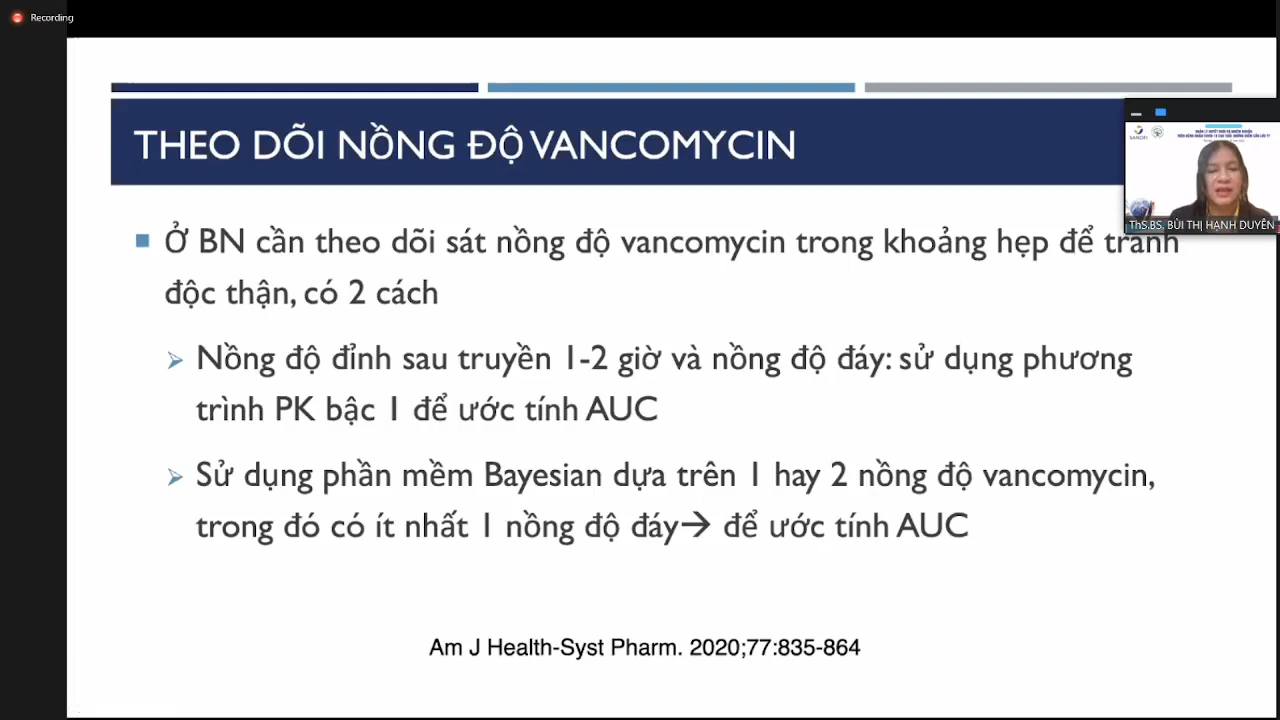 Recording
THEO DÕI NỒNG ĐỘ VANCOMYCIN
ThS.BS. BÙI THỊ HẠNH DUYÊN
Ở BN cần theo dõi sát nồng độ vancomycin trong khoảng hẹp để tránh
độc thận, có 2 cách
Nồng độ đỉnh sau truyền 1-2 giờ và nồng độ đáy: sử dụng phương
trình PK bậc 1 để ước tính AUC
Sử dụng phần mềm Bayesian dựa trên 1 hay 2 nồng độ vancomycin,
trong đó có ít nhất 1 nồng độ đáy→ để ước tính AUC
Am J Health-Syst Pharm. 2020;77:835-864